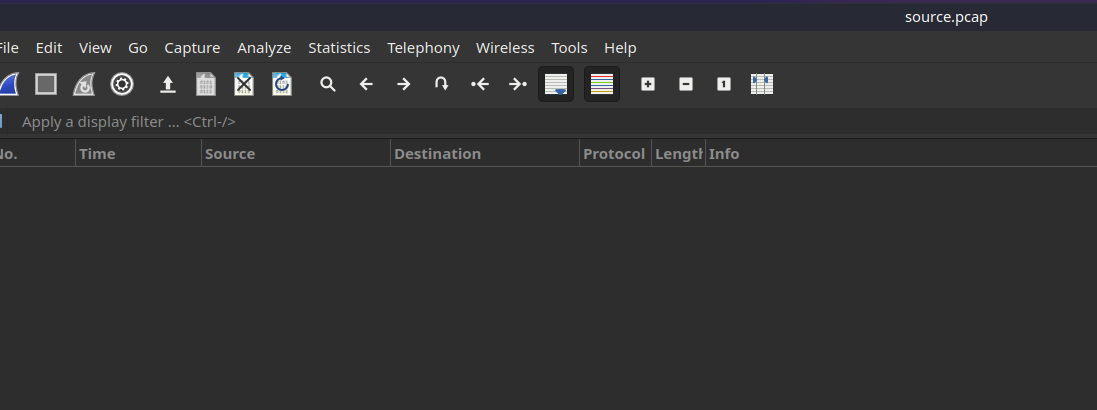 source.pcap
File Edit View Go Capture Analyze Statistics Telephony Wireless Tools Help
Apply a display filter ... <Ctrl-/>
No. Time Source Destination Protocol Length Info